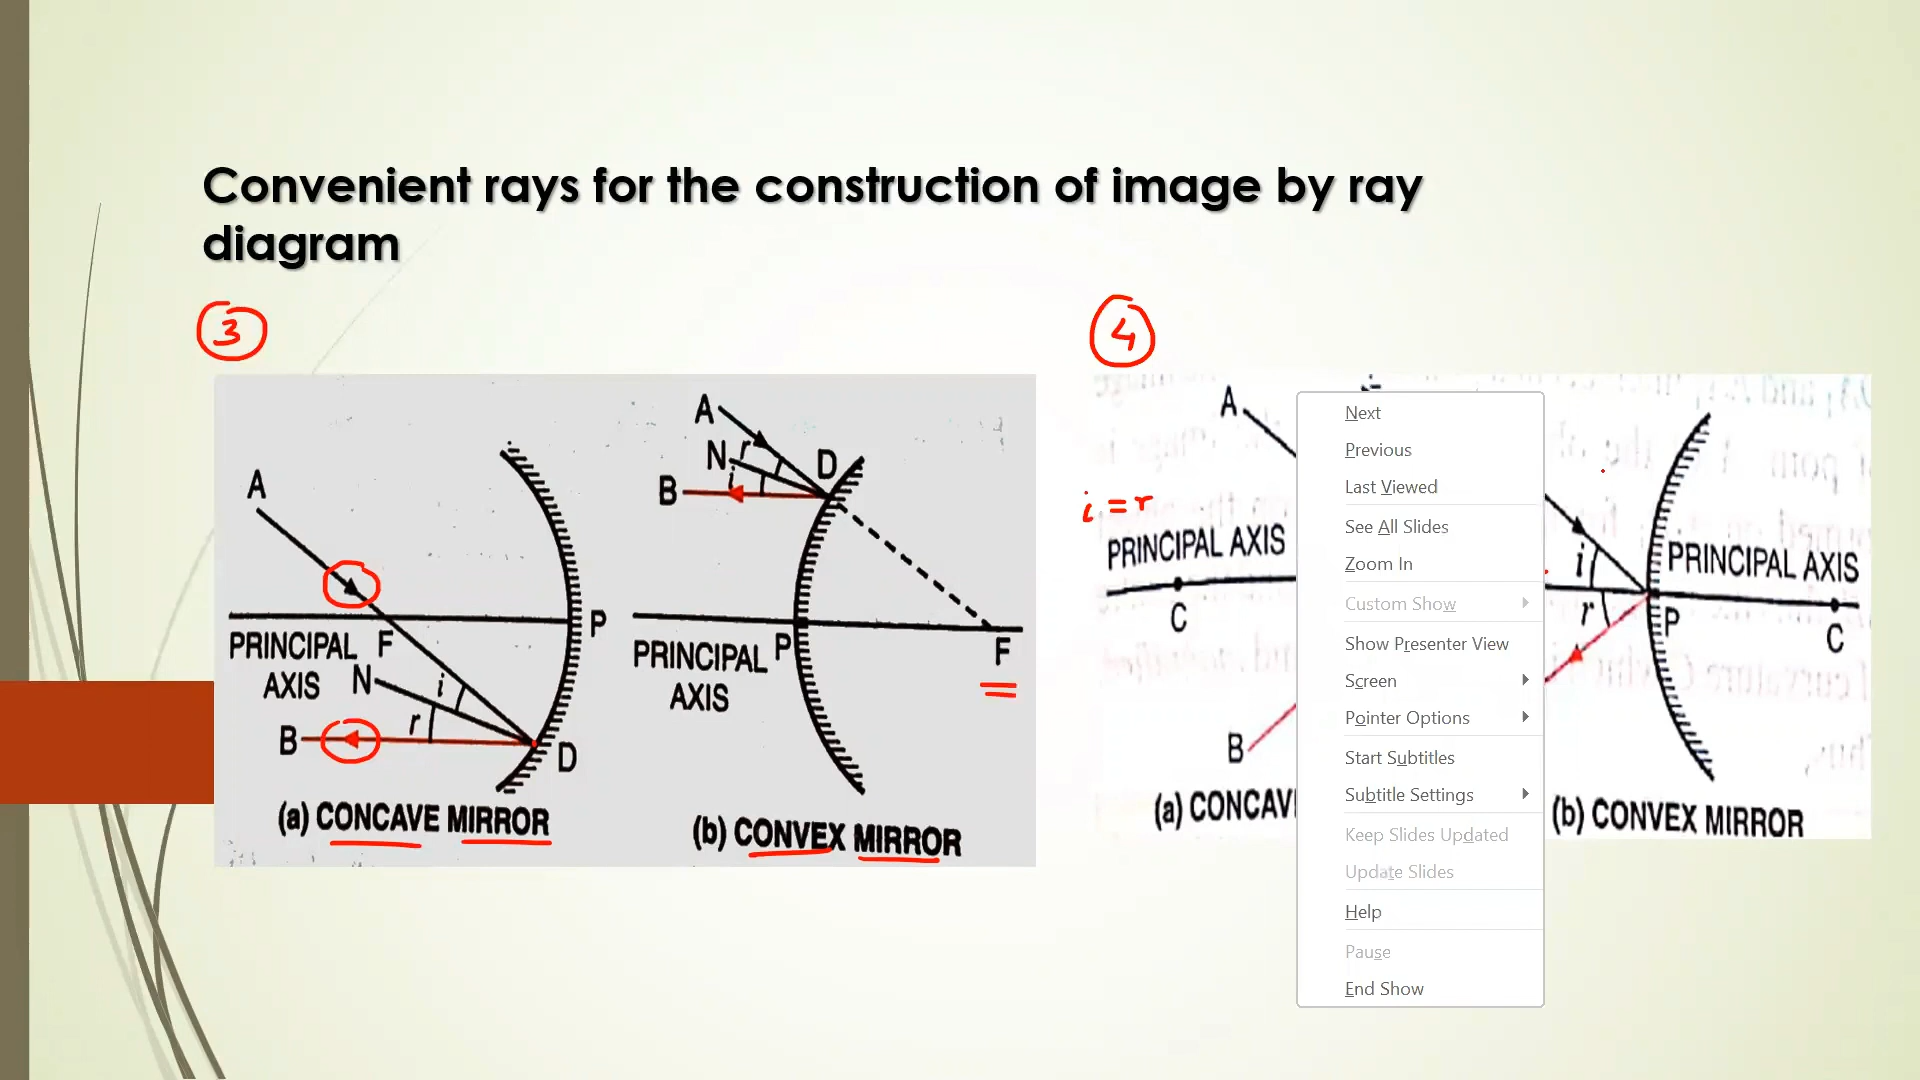 Convenient rays for the construction of image by ray
diagram
3
A
P
PRINCIPAL
AXIS
F
N
i
r
B
D
(a) CONCAVE MIRROR
A
N
r
i
D
B
PRINCIPAL
AXIS
P
F
(b) CONVEX MIRROR
4
A
i = r
PRINCIPAL AXIS
C
B
(a) CONCAV
Next
Previous
Last Viewed
See All Slides
Zoom In
Custom Show
Show Presenter View
Screen
Pointer Options
Start Subtitles
Subtitle Settings
Keep Slides Updated
Update Slides
Help
Pause
End Show
i
r
PRINCIPAL AXIS
P
C
(b) CONVEX MIRROR